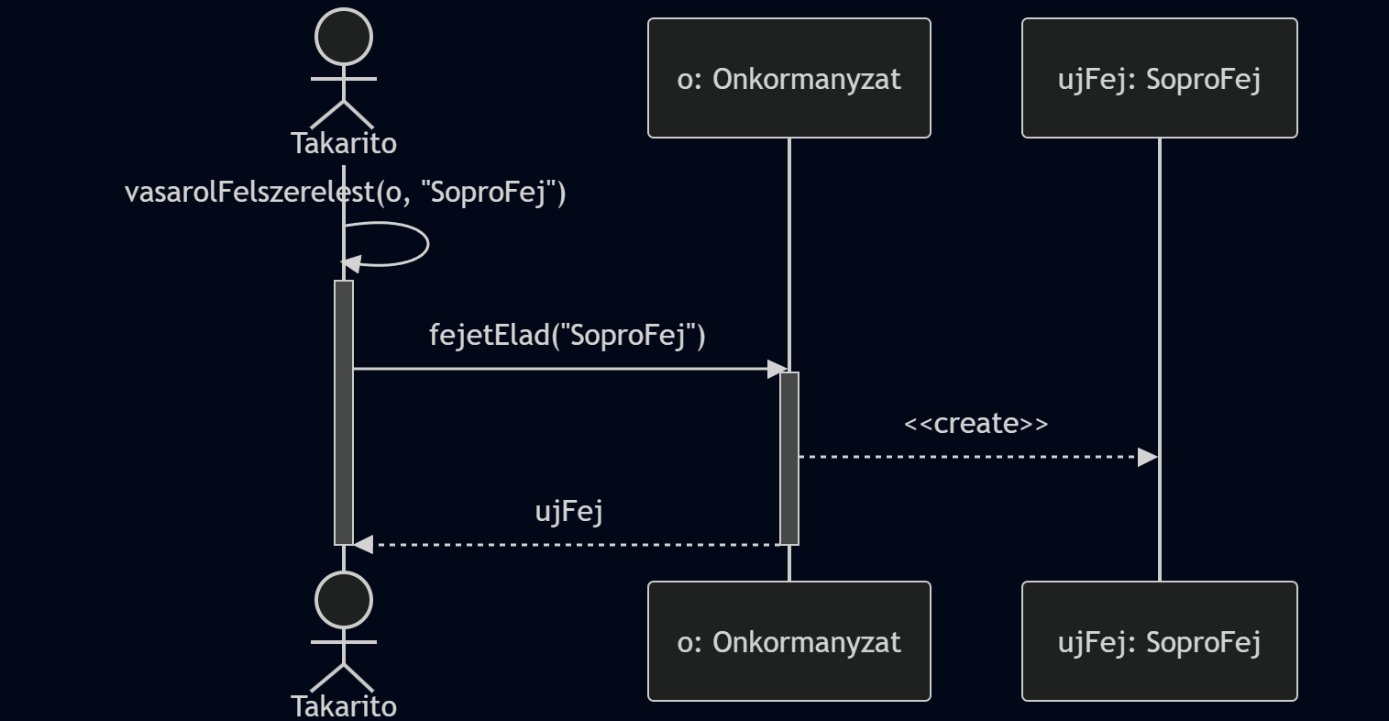 o: Onkormanyzat
ujFej: SoproFej
Takarito
vasarolFelszerelest(o, "SoproFej")
fejetElad("SoproFej")
<<create>>
ujFej
o: Onkormanyzat
ujFej: SoproFej
Takarito